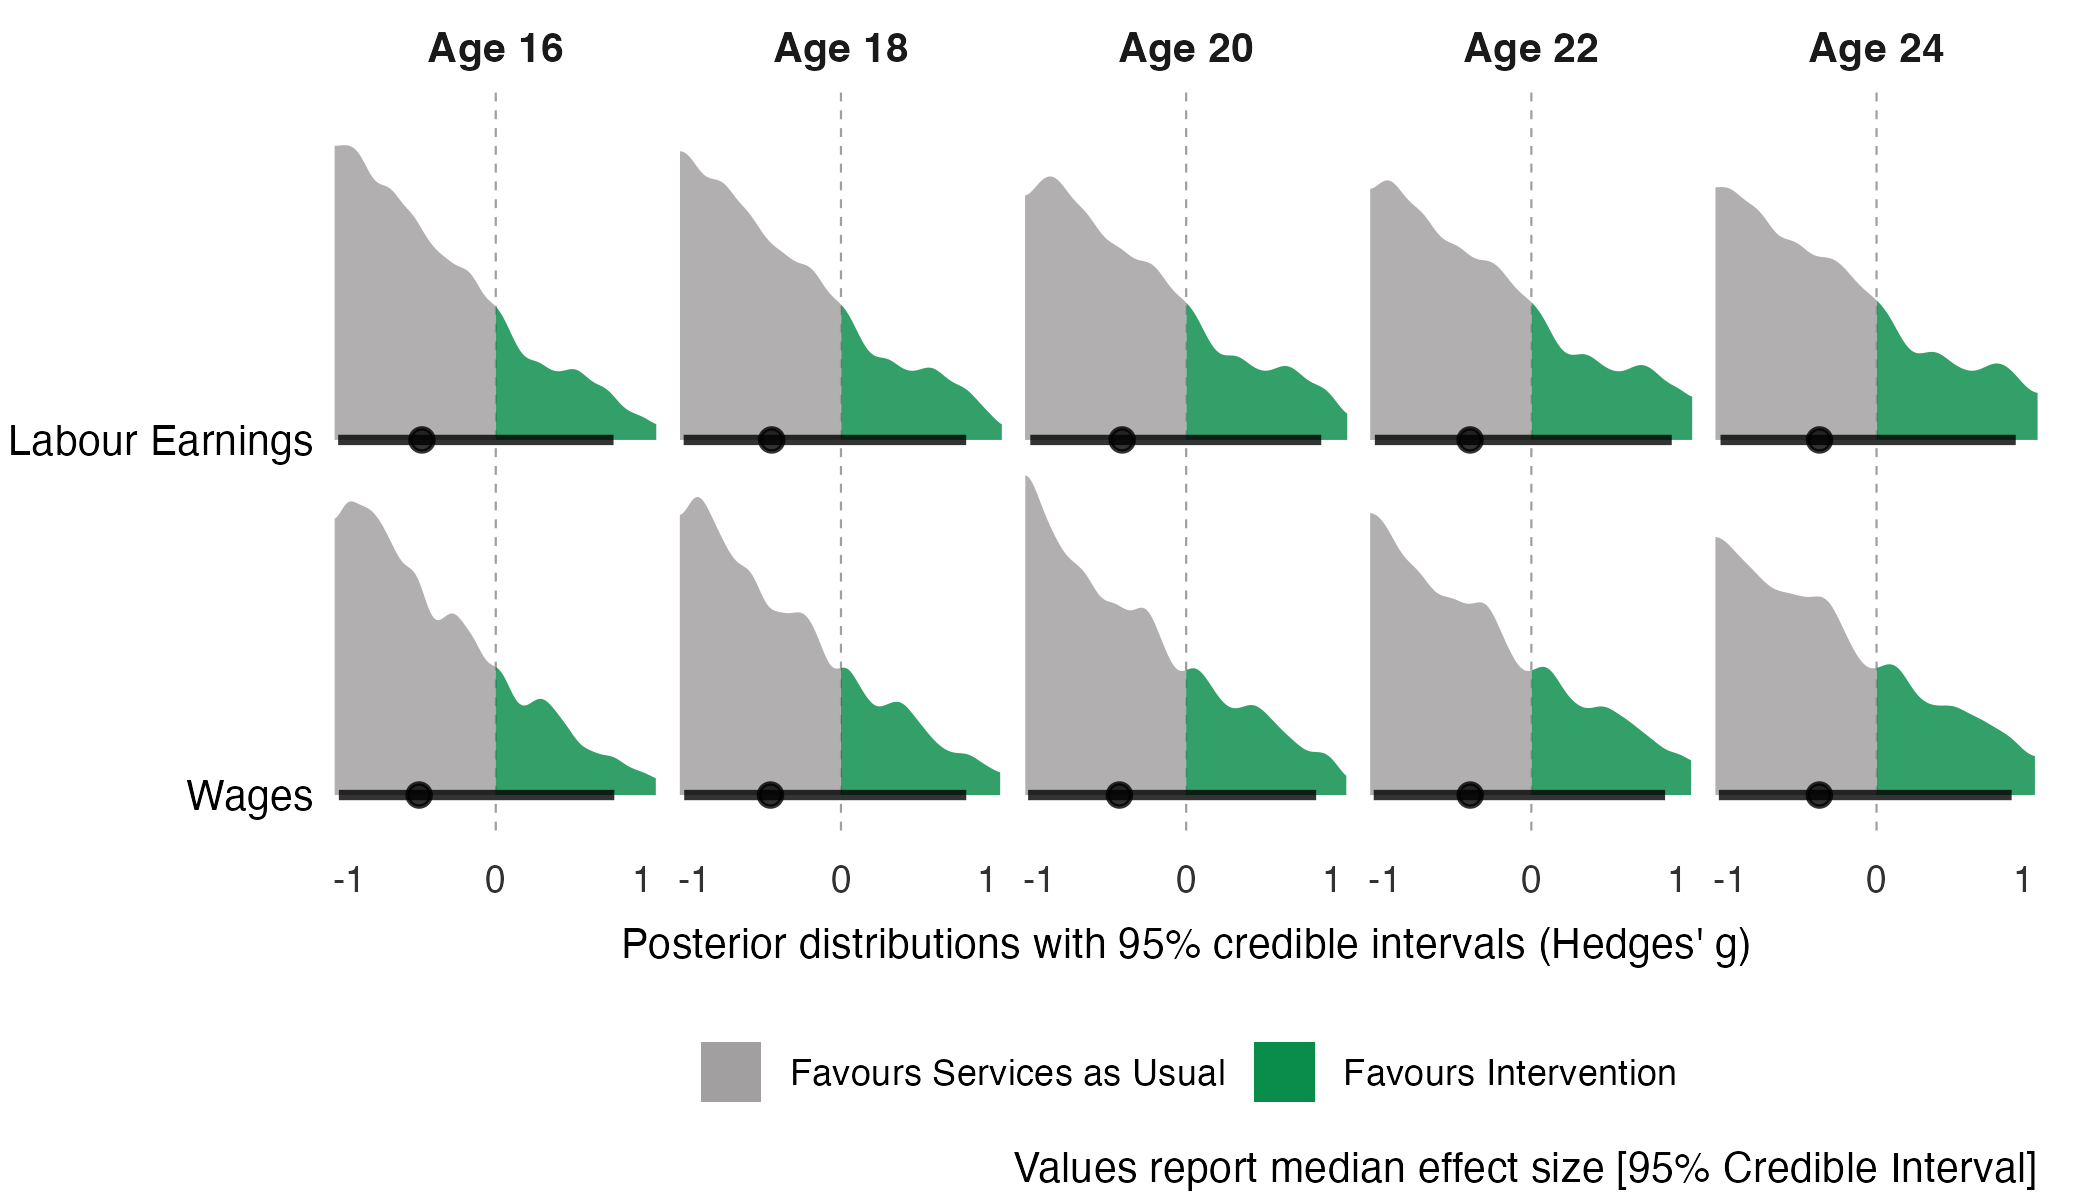 Age 16 Age 18 Age 20 Age 22 Age 24
Labour Earnings
Wages
-1 0 1 -1 0 1 -1 0 1 -1 0 1 -1 0 1
Posterior distributions with 95% credible intervals (Hedges' g)
Favours Services as Usual Favours Intervention
Values report median effect size [95% Credible Interval]